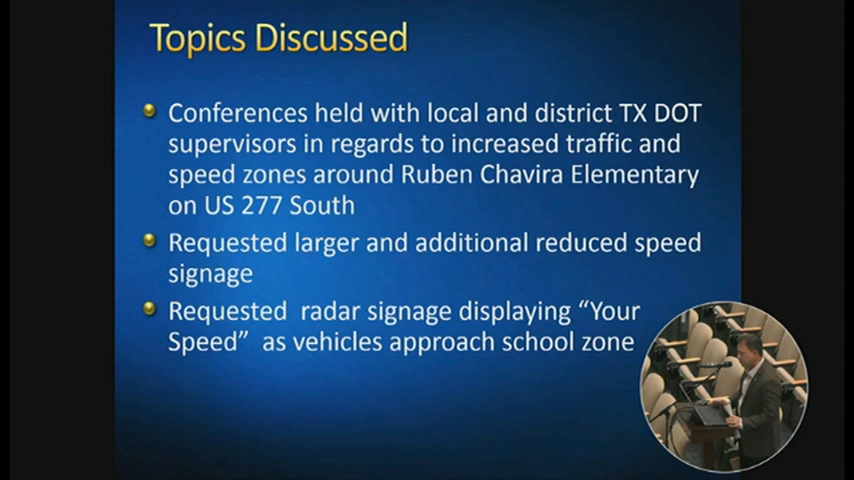 Topics Discussed
Conferences held with local and district TX DOT
supervisors in regards to increased traffic and
speed zones around Ruben Chavira Elementary
on US 277 South
Requested larger and additional reduced speed
signage
Requested  radar signage displaying “Your
Speed”  as vehicles approach school zone